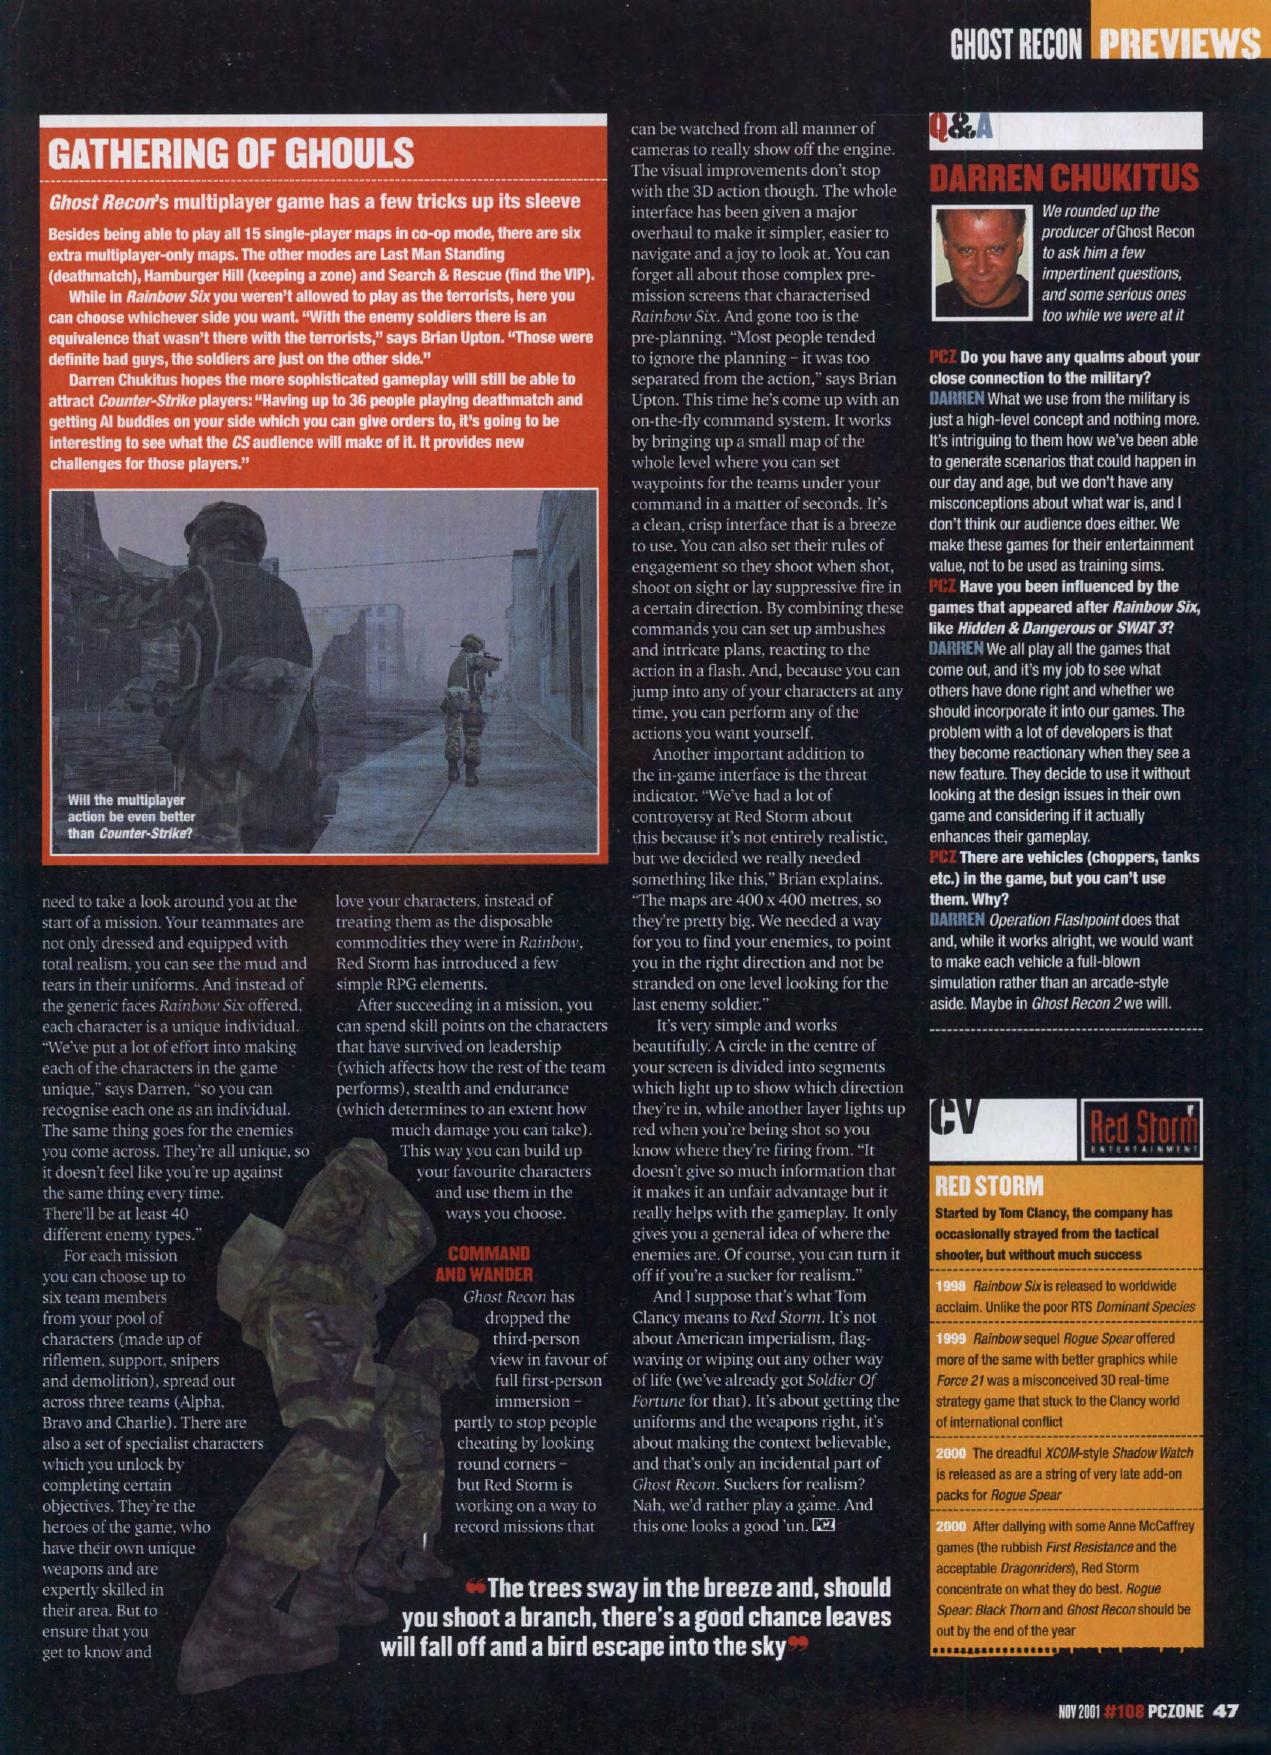 GHOST RECON PREVIEWS
GATHERING OF GHOULS
Ghost Recon's multiplayer game has a few tricks up its sleeve
Besides being able to play all 15 single-player maps in co-op mode, there are six
extra multiplayer-only maps. The other modes are Last Man Standing
(deathmatch), Hamburger Hill (keeping a zone) and Search & Rescue (find the VIP).
While in Rainbow Six you weren't allowed to play as the terrorists, here you
can choose whichever side you want. “With the enemy soldiers there is an
equivalence that wasn't there with the terrorists,” says Brian Upton. “Those were
definite bad guys, the soldiers are just on the other side.”
Darren Chukitus hopes the more sophisticated gameplay will still be able to
attract Counter-Strike players: “Having up to 36 people playing deathmatch and
getting AI buddies on your side which you can give orders to, it's going to be
interesting to see what the CS audience will make of it. It provides new
challenges for those players.”
Will the multiplayer
action be even better
than Counter-Strike?
need to take a look around you at the
start of a mission. Your teammates are
not only dressed and equipped with
total realism, you can see the mud and
tears in their uniforms. And instead of
the generic faces Rainbow Six offered,
each character is a unique individual.
“We've put a lot of effort into making
each of the characters in the game
unique,” says Darren, “so you can
recognise each one as an individual.
The same thing goes for the enemies
you come across. They're all unique, so
it doesn't feel like you're up against
the same thing every time.
There'll be at least 40
different enemy types.”
For each mission
you can choose up to
six team members
from your pool of
characters (made up of
riflemen, support, snipers
and demolition), spread out
across three teams (Alpha,
Bravo and Charlie). There are
also a set of specialist characters
which you unlock by
completing certain
objectives. They're the
heroes of the game, who
have their own unique
weapons and are
expertly skilled in
their area. But to
ensure that you
get to know and
love your characters, instead of
treating them as the disposable
commodities they were in Rainbow,
Red Storm has introduced a few
simple RPG elements.
After succeeding in a mission, you
can spend skill points on the characters
that have survived on leadership
(which affects how the rest of the team
performs), stealth and endurance
(which determines to an extent how
much damage you can take).
This way you can build up
your favourite characters
and use them in the
ways you choose.
COMMAND
AND WANDER
Ghost Recon has
dropped the
third-person
view in favour of
full first-person
immersion –
partly to stop people
cheating by looking
round corners –
but Red Storm is
working on a way to
record missions that
can be watched from all manner of
cameras to really show off the engine.
The visual improvements don't stop
with the 3D action though. The whole
interface has been given a major
overhaul to make it simpler, easier to
navigate and a joy to look at. You can
forget all about those complex pre-
mission screens that characterised
Rainbow Six. And gone too is the
pre-planning. “Most people tended
to ignore the planning – it was too
separated from the action,” says Brian
Upton. This time he's come up with an
on-the-fly command system. It works
by bringing up a small map of the
whole level where you can set
waypoints for the teams under your
command in a matter of seconds. It's
a clean, crisp interface that is a breeze
to use. You can also set their rules of
engagement so they shoot when shot,
shoot on sight or lay suppressive fire in
a certain direction. By combining these
commands you can set up ambushes
and intricate plans, reacting to the
action in a flash. And, because you can
jump into any of your characters at any
time, you can perform any of the
actions you want yourself.
Another important addition to
the in-game interface is the threat
indicator. “We've had a lot of
controversy at Red Storm about
this because it's not entirely realistic,
but we decided we really needed
something like this,” Brian explains.
“The maps are 400 x 400 metres, so
they're pretty big. We needed a way
for you to find your enemies, to point
you in the right direction and not be
stranded on one level looking for the
last enemy soldier.”
It's very simple and works
beautifully. A circle in the centre of
your screen is divided into segments
which light up to show which direction
they're in, while another layer lights up
red when you're being shot so you
know where they're firing from. “It
doesn't give so much information that
it makes it an unfair advantage but it
really helps with the gameplay. It only
gives you a general idea of where the
enemies are. Of course, you can turn it
off if you're a sucker for realism.”
And I suppose that's what Tom
Clancy means to Red Storm. It's not
about American imperialism, flag-
waving or wiping out any other way
of life (we've already got Soldier Of
Fortune for that). It's about getting the
uniforms and the weapons right, it's
about making the context believable,
and that's only an incidental part of
Ghost Recon. Suckers for realism?
Nah, we'd rather play a game. And
this one looks a good 'un. PCZ
“The trees sway in the breeze and, should
you shoot a branch, there's a good chance leaves
will fall off and a bird escape into the sky”
Q&A
DARREN CHUKITUS
We rounded up the
producer of Ghost Recon
to ask him a few
impertinent questions,
and some serious ones
too while we were at it
PCZ Do you have any qualms about your
close connection to the military?
DARREN What we use from the military is
just a high-level concept and nothing more.
It's intriguing to them how we've been able
to generate scenarios that could happen in
our day and age, but we don't have any
misconceptions about what war is, and I
don't think our audience does either. We
make these games for their entertainment
value, not to be used as training sims.
PCZ Have you been influenced by the
games that appeared after Rainbow Six,
like Hidden & Dangerous or SWAT 3?
DARREN We all play all the games that
come out, and it's my job to see what
others have done right and whether we
should incorporate it into our games. The
problem with a lot of developers is that
they become reactionary when they see a
new feature. They decide to use it without
looking at the design issues in their own
game and considering if it actually
enhances their gameplay.
PCZ There are vehicles (choppers, tanks
etc.) in the game, but you can't use
them. Why?
DARREN Operation Flashpoint does that
and, while it works alright, we would want
to make each vehicle a full-blown
simulation rather than an arcade-style
aside. Maybe in Ghost Recon 2 we will.
CV
Red Storm
ENTERTAINMENT
RED STORM
Started by Tom Clancy, the company has
occasionally strayed from the tactical
shooter, but without much success
1998 Rainbow Six is released to worldwide
acclaim. Unlike the poor RTS Dominant Species
1999 Rainbow sequel Rogue Spear offered
more of the same with better graphics while
Force 21 was a misconceived 3D real-time
strategy game that stuck to the Clancy world
of international conflict
2000 The dreadful XCOM-style Shadow Watch
is released as are a string of very late add-on
packs for Rogue Spear
2000 After dallying with some Anne McCaffrey
games (the rubbish First Resistance and the
acceptable Dragonriders), Red Storm
concentrate on what they do best. Rogue
Spear: Black Thorn and Ghost Recon should be
out by the end of the year
NOV 2001 #108 PCZONE 47